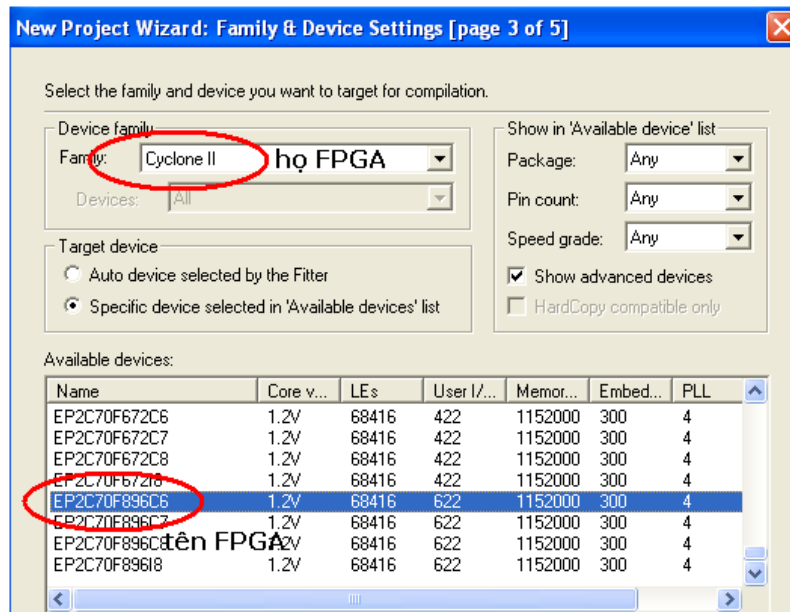 New Project Wizard: Family & Device Settings [page 3 of 5]
Select the family and device you want to target for compilation.
Device family
Family: Cyclone II họ FPGA
Devices: All
Show in 'Available device' list
Package: Any
Pin count: Any
Speed grade: Any
Show advanced devices
HardCopy compatible only
Target device
Auto device selected by the Fitter
Specific device selected in 'Available devices' list
Available devices:
Name Core v... LEs User I/... Memor... Embed... PLL
EP2C70F672C6 1.2V 68416 422 1152000 300 4
EP2C70F672C7 1.2V 68416 422 1152000 300 4
EP2C70F672C8 1.2V 68416 422 1152000 300 4
EP2C70F672I8 1.2V 68416 422 1152000 300 4
EP2C70F896C6 1.2V 68416 622 1152000 300 4
EP2C70F896C7 1.2V 68416 622 1152000 300 4
EP2C70F896C8 1.2V 68416 622 1152000 300 4
tên FPGA
EP2C70F896I8 1.2V 68416 622 1152000 300 4